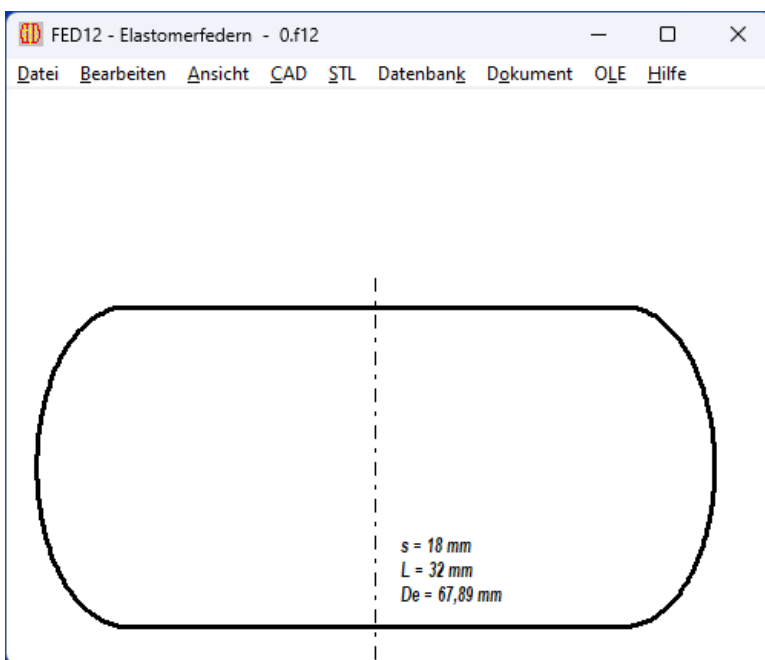 FED12 - Elastomerfedern - 0.f12
Datei Bearbeiten Ansicht CAD STL Datenbank Dokument OLE Hilfe
s = 18 mm
L = 32 mm
De = 67,89 mm